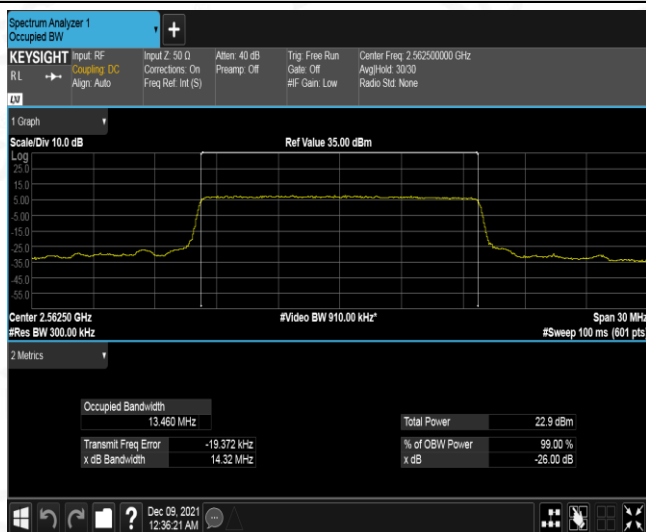 Spectrum Analyzer 1
Occupied BW
+
KEYSIGHT Input: RF Input Z: 50 Ω Atten: 40 dB Trig: Free Run Center Freq: 2.562500000 GHz
RL Coupling: DC Corrections: On Preamp: Off Gate: Off Avg|Hold: 30/30
Align: Auto Freq Ref: Int (S) #IF Gain: Low Radio Std: None
LXI
1 Graph
Scale/Div 10.0 dB Ref Value 35.00 dBm
Log
25.0
15.0
5.00
-5.00
-15.0
-25.0
-35.0
-45.0
-55.0
Center 2.56250 GHz #Video BW 910.00 kHz* Span 30 MHz
#Res BW 300.00 kHz #Sweep 100 ms (601 pts)
2 Metrics
Occupied Bandwidth
13.460 MHz Total Power 22.9 dBm
Transmit Freq Error -19.372 kHz % of OBW Power 99.00 %
x dB Bandwidth 14.32 MHz x dB -26.00 dB
? Dec 09, 2021
12:36:21 AM